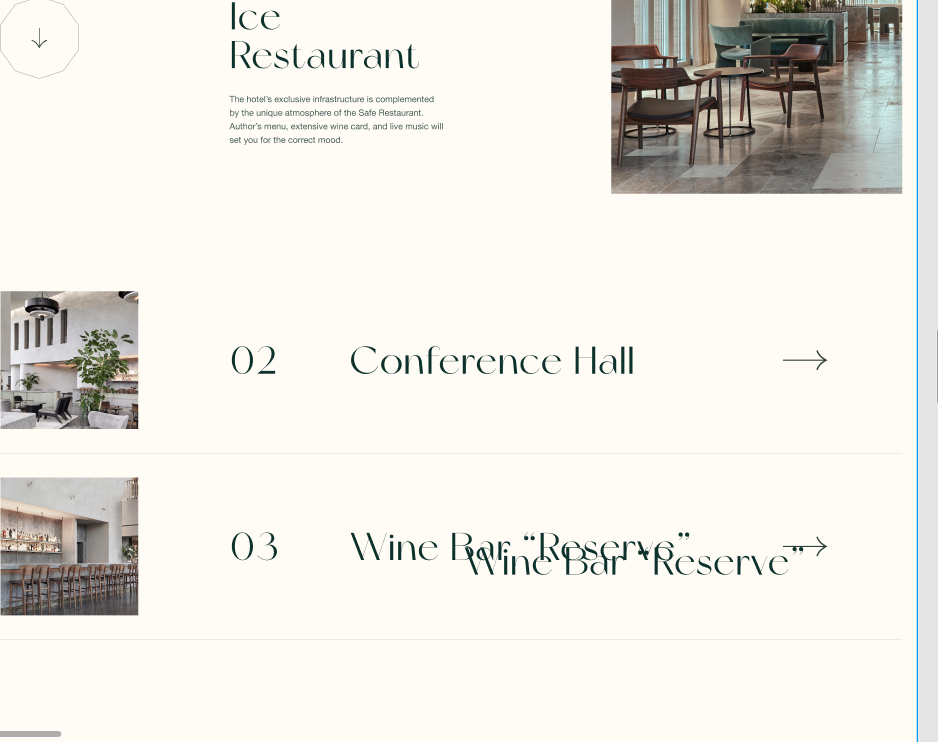 Ice
Restaurant
The hotel's exclusive infrastructure is complemented
by the unique atmosphere of the Safe Restaurant.
Author's menu, extensive wine card, and live music will
set you for the correct mood.
02 Conference Hall
03 Wine Bar “Reserve”
Wine Bar “Reserve”